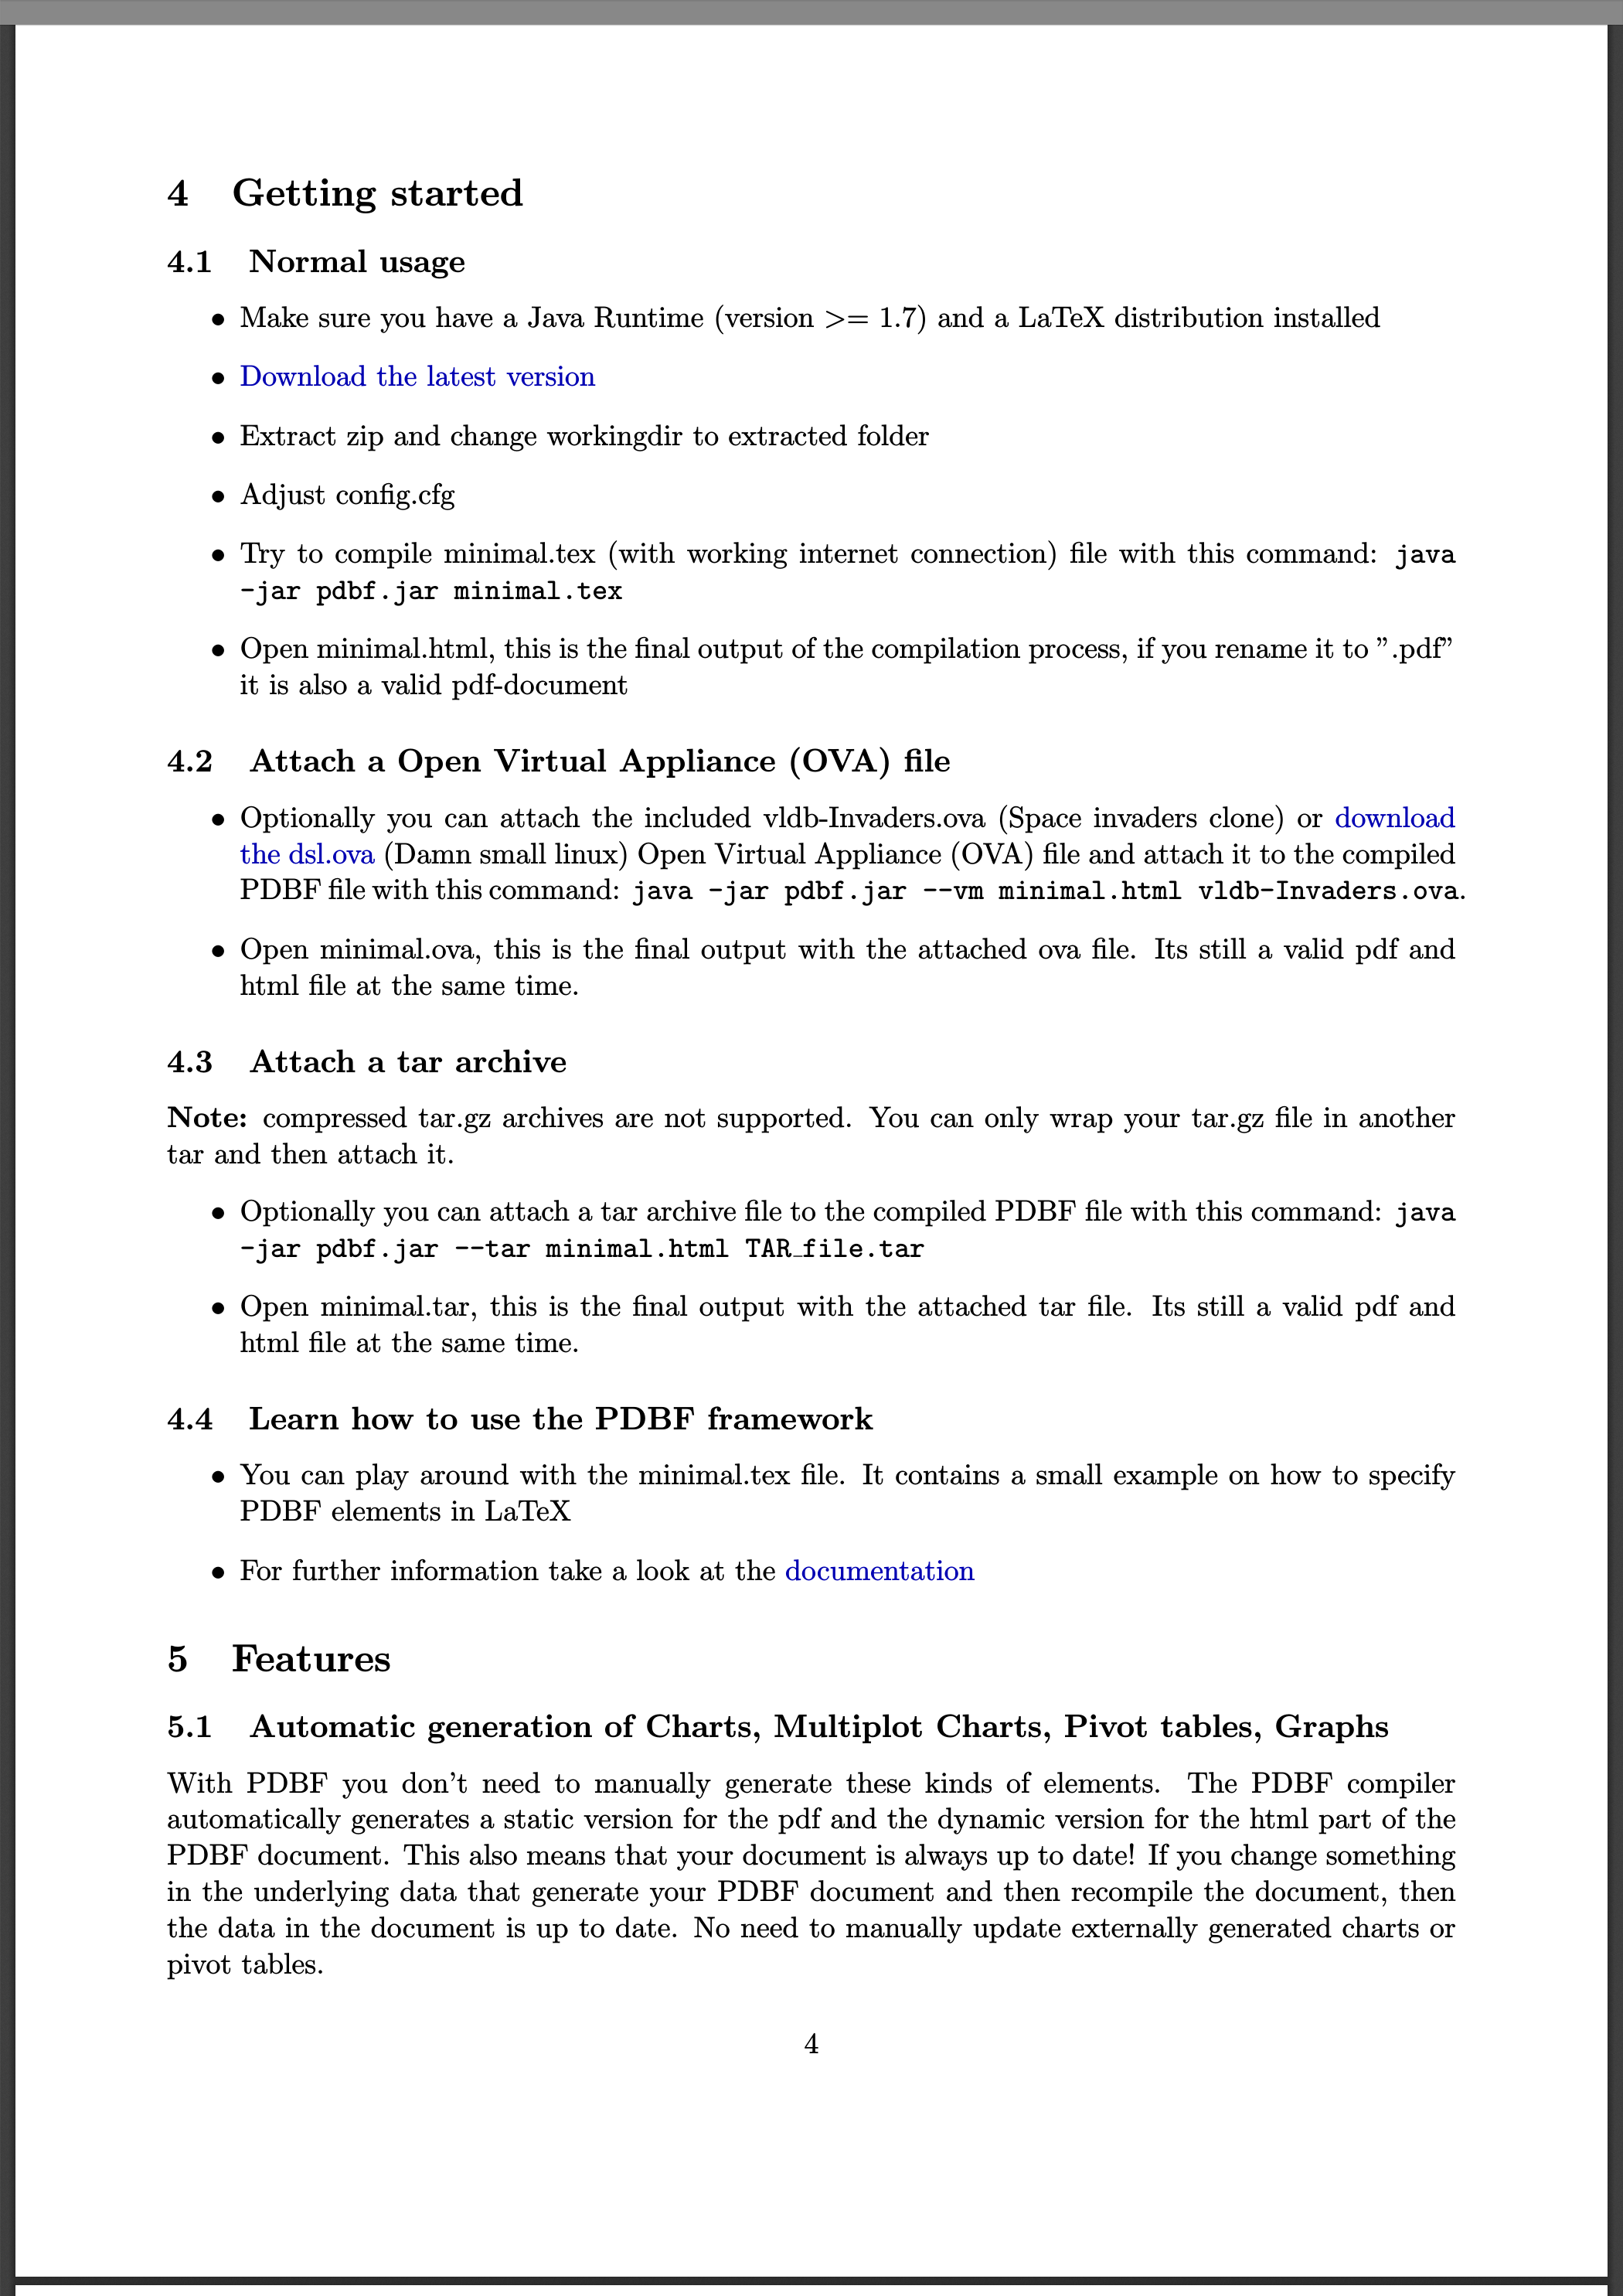 4 Getting started
4.1 Normal usage
• Make sure you have a Java Runtime (version >= 1.7) and a LaTeX distribution installed
• Download the latest version
• Extract zip and change workingdir to extracted folder
• Adjust config.cfg
• Try to compile minimal.tex (with working internet connection) file with this command: java
-jar pdbf.jar minimal.tex
• Open minimal.html, this is the final output of the compilation process, if you rename it to ”.pdf”
it is also a valid pdf-document
4.2 Attach a Open Virtual Appliance (OVA) file
• Optionally you can attach the included vldb-Invaders.ova (Space invaders clone) or download
the dsl.ova (Damn small linux) Open Virtual Appliance (OVA) file and attach it to the compiled
PDBF file with this command: java -jar pdbf.jar --vm minimal.html vldb-Invaders.ova.
• Open minimal.ova, this is the final output with the attached ova file. Its still a valid pdf and
html file at the same time.
4.3 Attach a tar archive
Note: compressed tar.gz archives are not supported. You can only wrap your tar.gz file in another
tar and then attach it.
• Optionally you can attach a tar archive file to the compiled PDBF file with this command: java
-jar pdbf.jar --tar minimal.html TAR_file.tar
• Open minimal.tar, this is the final output with the attached tar file. Its still a valid pdf and
html file at the same time.
4.4 Learn how to use the PDBF framework
• You can play around with the minimal.tex file. It contains a small example on how to specify
PDBF elements in LaTeX
• For further information take a look at the documentation
5 Features
5.1 Automatic generation of Charts, Multiplot Charts, Pivot tables, Graphs
With PDBF you don’t need to manually generate these kinds of elements. The PDBF compiler
automatically generates a static version for the pdf and the dynamic version for the html part of the
PDBF document. This also means that your document is always up to date! If you change something
in the underlying data that generate your PDBF document and then recompile the document, then
the data in the document is up to date. No need to manually update externally generated charts or
pivot tables.
4